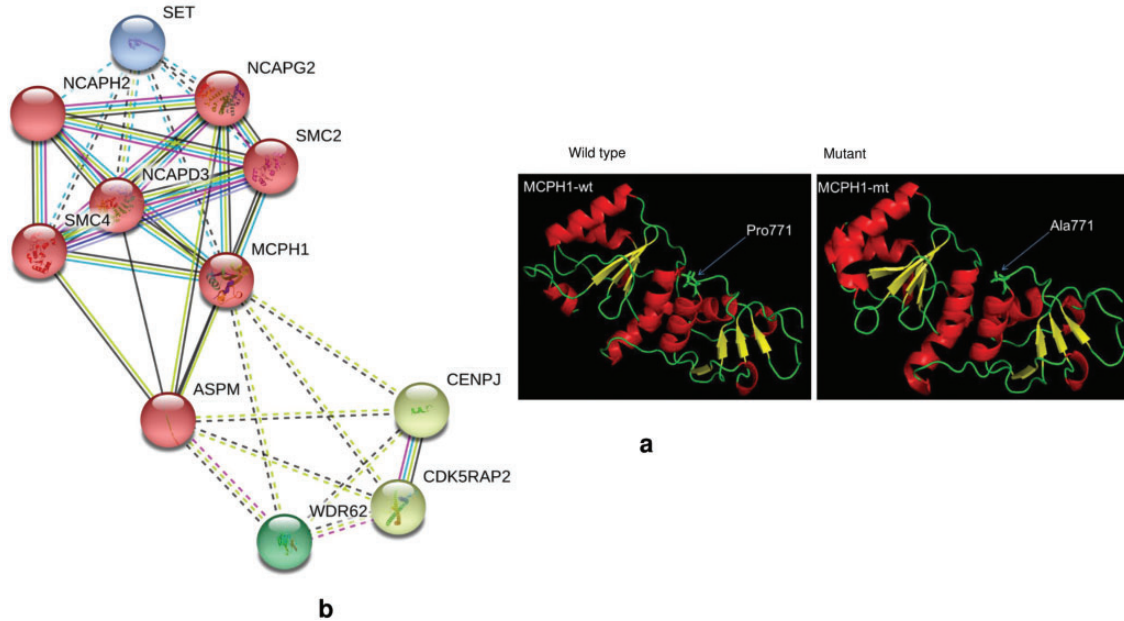 SET
NCAPH2
NCAPG2
SMC2
NCAPD3
SMC4
MCPH1
ASPM
CENPJ
CDK5RAP2
WDR62
b
Wild type
Mutant
MCPH1-wt
Pro771
MCPH1-mt
Ala771
a